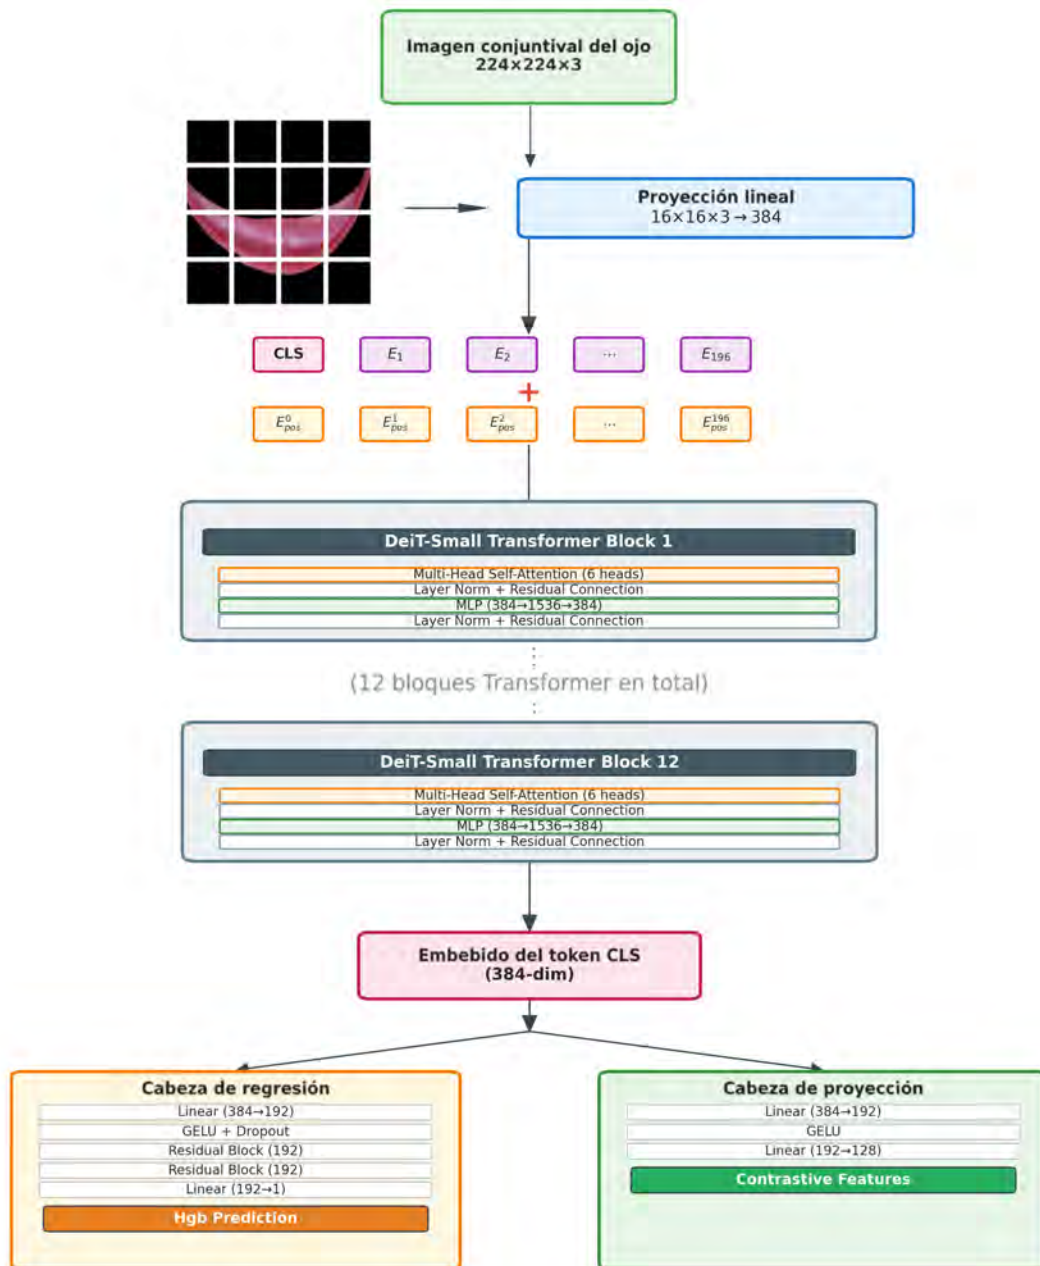 Imagen conjuntival del ojo
224×224×3
Proyección lineal
16×16×3→384
CLS E₁ E₂ ... E₁₉₆
+
E⁰pos E¹pos E²pos ... E¹⁹⁶pos
DeiT-Small Transformer Block 1
Multi-Head Self-Attention (6 heads)
Layer Norm + Residual Connection
MLP (384→1536→384)
Layer Norm + Residual Connection
(12 bloques Transformer en total)
DeiT-Small Transformer Block 12
Multi-Head Self-Attention (6 heads)
Layer Norm + Residual Connection
MLP (384→1536→384)
Layer Norm + Residual Connection
Embebido del token CLS
(384-dim)
Cabeza de regresión
Linear (384→192)
GELU + Dropout
Residual Block (192)
Residual Block (192)
Linear (192→1)
Hgb Prediction
Cabeza de proyección
Linear (384→192)
GELU
Linear (192→128)
Contrastive Features